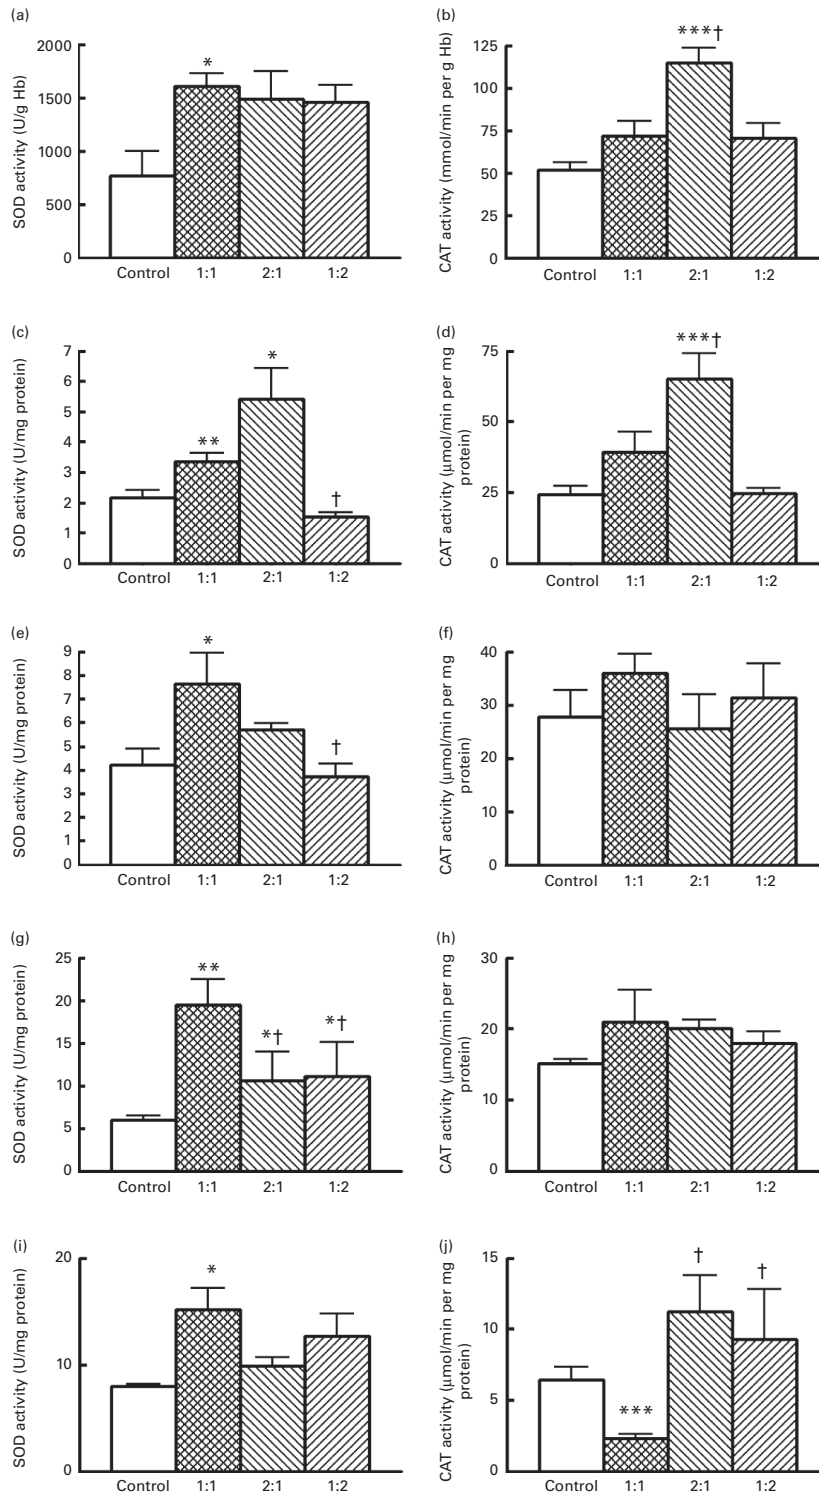 (a)
SOD activity (U/g Hb)
2000
1500
1000
500
0
*
Control 1:1 2:1 1:2
(b)
CAT activity (mmol/min per g Hb)
125
100
75
50
25
0
***†
Control 1:1 2:1 1:2
(c)
SOD activity (U/mg protein)
7
6
5
4
3
2
1
0
**
*
†
Control 1:1 2:1 1:2
(d)
CAT activity (μmol/min per mg
protein)
75
50
25
0
***†
Control 1:1 2:1 1:2
(e)
SOD activity (U/mg protein)
9
8
7
6
5
4
3
2
1
0
*
†
Control 1:1 2:1 1:2
(f)
CAT activity (μmol/min per mg
protein)
40
30
20
10
0
Control 1:1 2:1 1:2
(g)
SOD activity (U/mg protein)
25
20
15
10
5
0
**
*†
*†
Control 1:1 2:1 1:2
(h)
CAT activity (μmol/min per mg
protein)
30
20
10
0
Control 1:1 2:1 1:2
(i)
SOD activity (U/mg protein)
20
10
0
*
Control 1:1 2:1 1:2
(j)
CAT activity (μmol/min per mg
protein)
15
10
5
0
***
†
†
Control 1:1 2:1 1:2